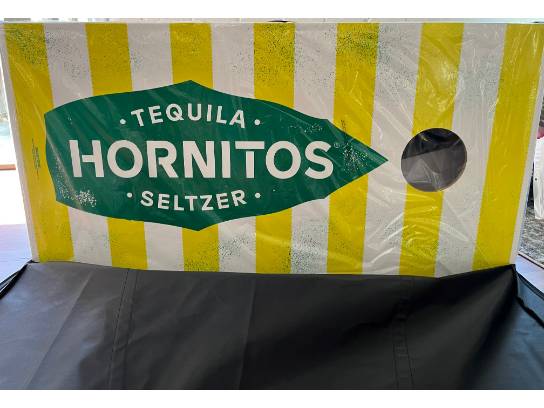 • TEQUILA •
HORNITOS®
• SELTZER •